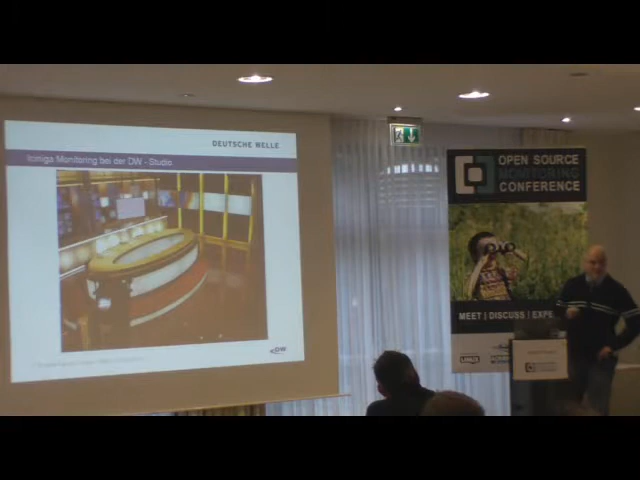 DEUTSCHE WELLE
Icinga Monitoring bei der DW - Studio
DW
OPEN SOURCE
MONITORING
CONFERENCE
MEET | DISCUSS | EXPE